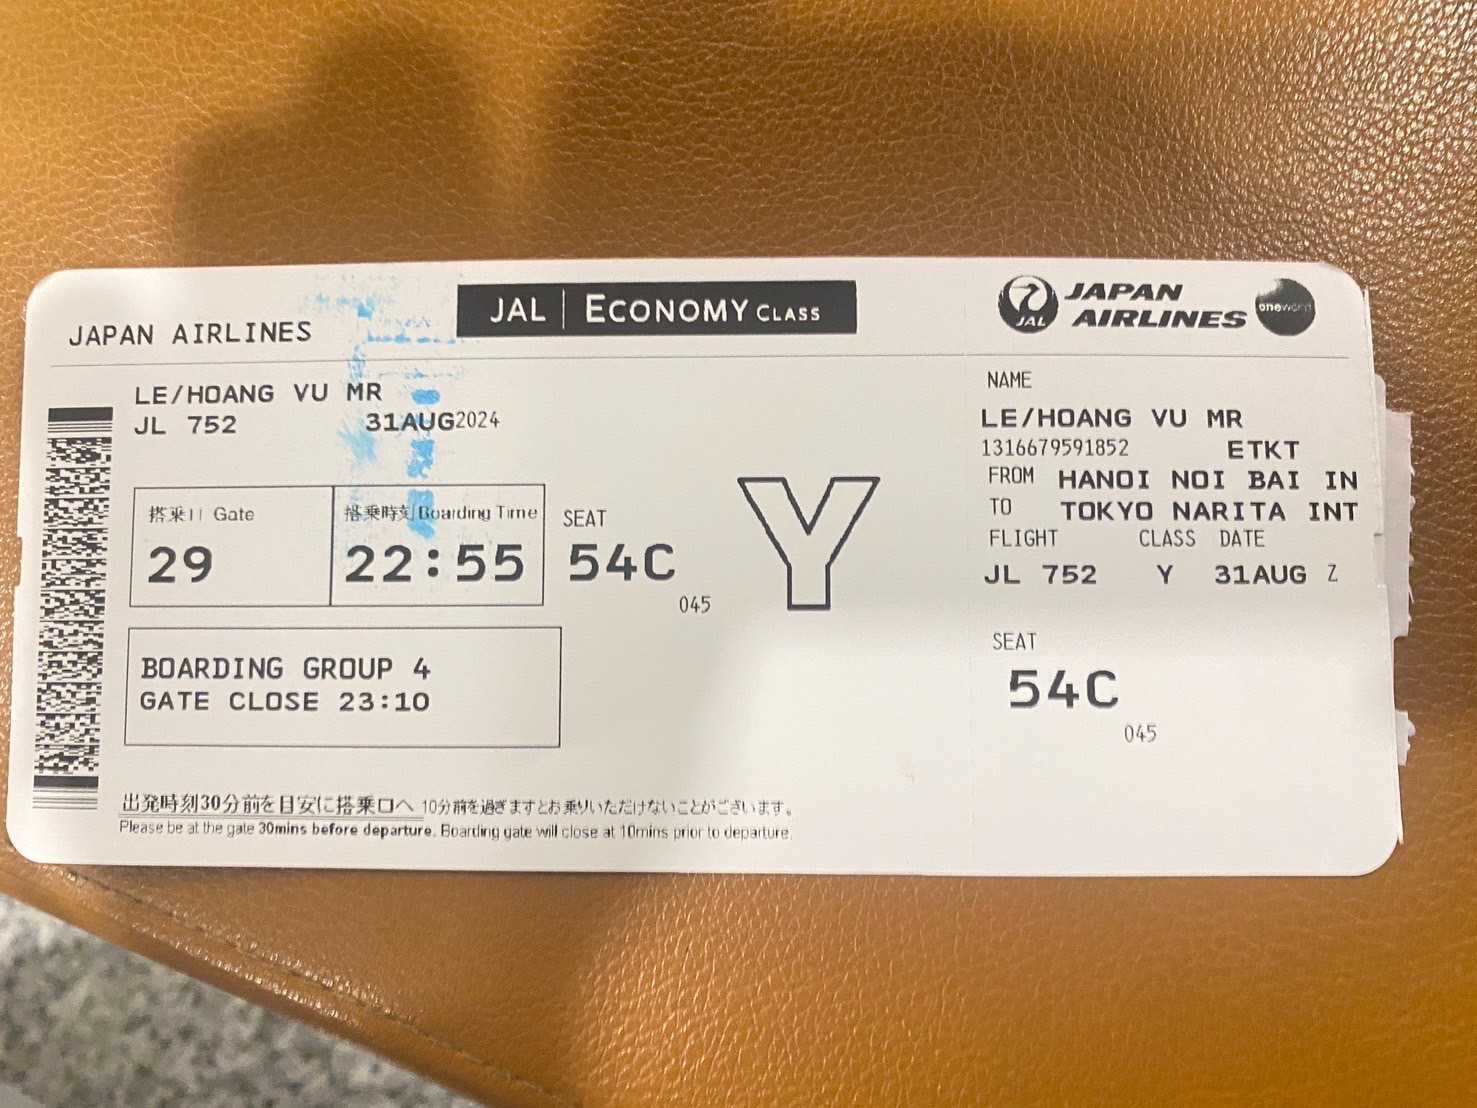 JAPAN AIRLINES
JAL | ECONOMY CLASS
LE/HOANG VU MR
JL 752 31AUG2024
搭乗口 Gate
29
搭乗時刻 Boarding Time
22:55
SEAT
54C
045
Y
BOARDING GROUP 4
GATE CLOSE 23:10
出発時刻30分前を目安に搭乗口へ 10分前を過ぎますとお乗りいただけないことがございます。
Please be at the gate 30mins before departure. Boarding gate will close at 10mins prior to departure.
JAL
JAPAN
AIRLINES
oneworld
NAME
LE/HOANG VU MR
1316679591852 ETKT
FROM HANOI NOI BAI IN
TO TOKYO NARITA INT
FLIGHT CLASS DATE
JL 752 Y 31AUG Z
SEAT
54C
045